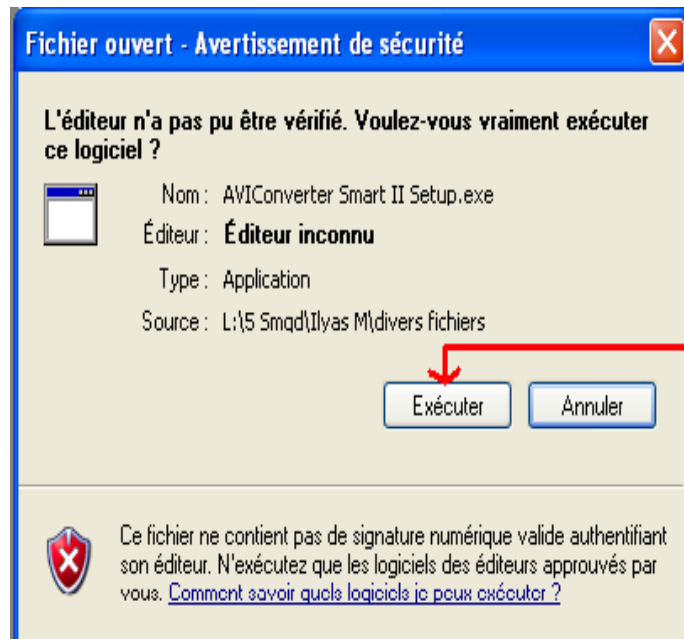 Fichier ouvert - Avertissement de sécurité
L'éditeur n'a pas pu être vérifié. Voulez-vous vraiment exécuter
ce logiciel ?
Nom : AVIConverter Smart II Setup.exe
Éditeur : Éditeur inconnu
Type : Application
Source : L:\5 Smqd\Ilyas M\divers fichiers
Exécuter Annuler
Ce fichier ne contient pas de signature numérique valide authentifiant
son éditeur. N'exécutez que les logiciels des éditeurs approuvés par
vous. Comment savoir quels logiciels je peux exécuter ?